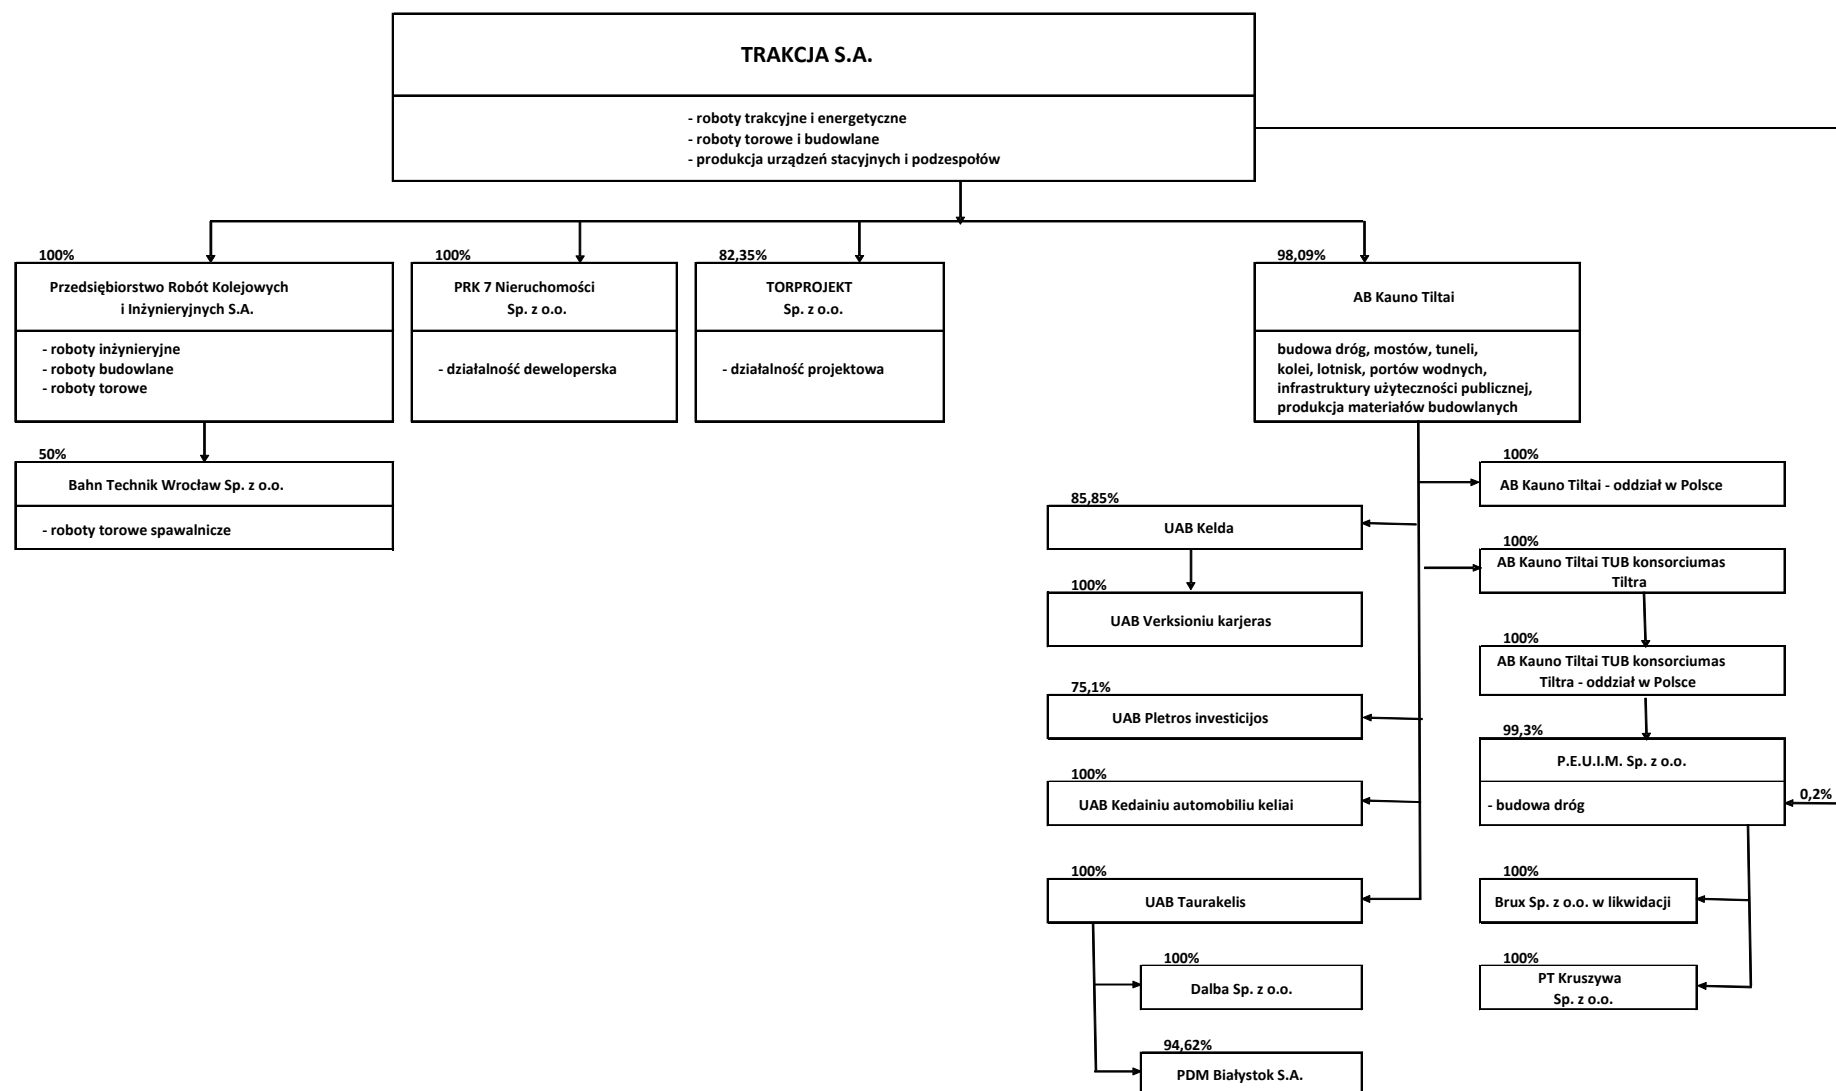 TRAKCJA S.A.
- roboty trakcyjne i energetyczne
- roboty torowe i budowlane
- produkcja urządzeń stacyjnych i podzespołów
100%
Przedsiębiorstwo Robót Kolejowych
i Inżynieryjnych S.A.
- roboty inżynieryjne
- roboty budowlane
- roboty torowe
50%
Bahn Technik Wrocław Sp. z o.o.
- roboty torowe spawalnicze
100%
PRK 7 Nieruchomości
Sp. z o.o.
- działalność deweloperska
82,35%
TORPROJEKT
Sp. z o.o.
- działalność projektowa
98,09%
AB Kauno Tiltai
budowa dróg, mostów, tuneli,
kolei, lotnisk, portów wodnych,
infrastruktury użyteczności publicznej,
produkcja materiałów budowlanych
85,85%
UAB Kelda
100%
UAB Verksioniu karjeras
75,1%
UAB Pletros investicijos
100%
UAB Kedainiu automobiliu keliai
100%
UAB Taurakelis
100%
Dalba Sp. z o.o.
94,62%
PDM Białystok S.A.
100%
AB Kauno Tiltai - oddział w Polsce
100%
AB Kauno Tiltai TUB konsorciumas
Tiltra
100%
AB Kauno Tiltai TUB konsorciumas
Tiltra - oddział w Polsce
99,3%
P.E.U.I.M. Sp. z o.o.
- budowa dróg
0,2%
100%
Brux Sp. z o.o. w likwidacji
100%
PT Kruszywa
Sp. z o.o.